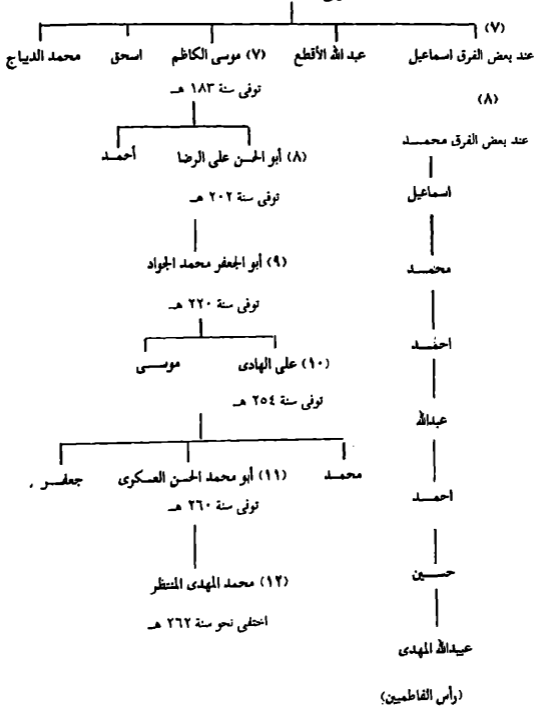 (٧)
عند بعض الفرق اسماعيل عبد الله الأقطع (٧) موسى الكاظم اسحق محمد الديباج
توفى سنة ١٨٣ هـ
(٨)
عند بعض الفرق محمد
(٨) أبو الحسن على الرضا أحمد
اسماعيل
توفى سنة ٢٠٢ هـ
محمد
(٩) أبو الجعفر محمد الجواد
توفى سنة ٢٢٠ هـ
احمد
(١٠) على الهادى موسى
توفى سنة ٢٥٤ هـ
عبدالله
محمد (١١) أبو محمد الحسن العسكرى جعفر
احمد
توفى سنة ٢٦٠ هـ
حسين
(١٢) محمد المهدى المنتظر
اختفى نحو سنة ٢٦٢ هـ
عبيدالله المهدى
(رأس الفاطميين)